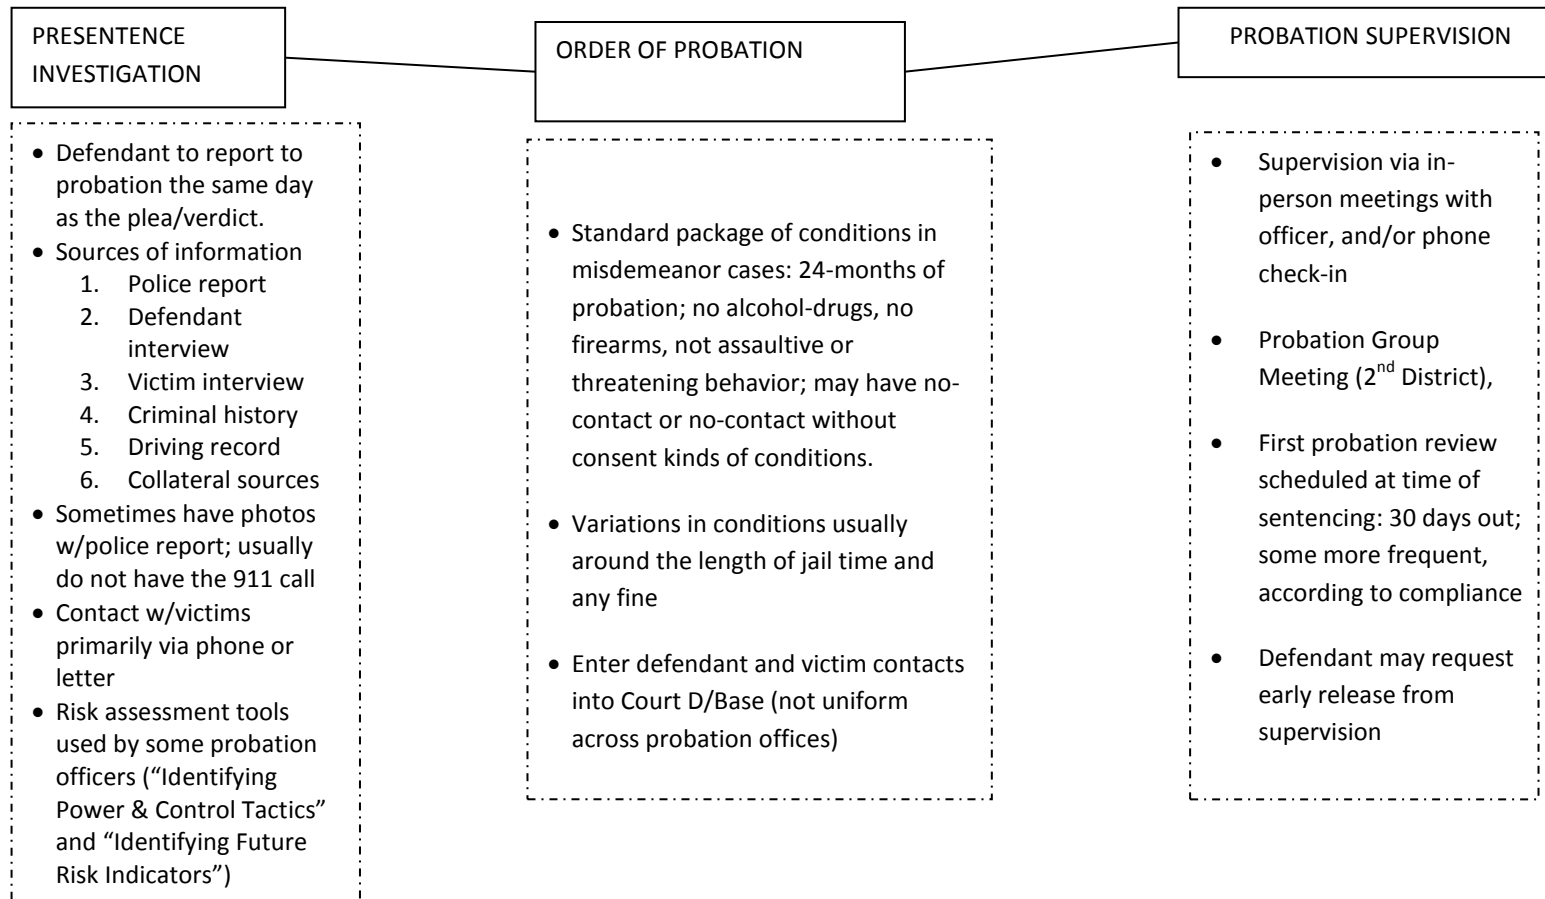 PRESENTENCE
INVESTIGATION
ORDER OF PROBATION
PROBATION SUPERVISION
• Defendant to report to
probation the same day
as the plea/verdict.
• Sources of information
1. Police report
2. Defendant
interview
3. Victim interview
4. Criminal history
5. Driving record
6. Collateral sources
• Sometimes have photos
w/police report; usually
do not have the 911 call
• Contact w/victims
primarily via phone or
letter
• Risk assessment tools
used by some probation
officers (“Identifying
Power & Control Tactics”
and “Identifying Future
Risk Indicators”)
• Standard package of conditions in
misdemeanor cases: 24-months of
probation; no alcohol-drugs, no
firearms, not assaultive or
threatening behavior; may have no-
contact or no-contact without
consent kinds of conditions.
• Variations in conditions usually
around the length of jail time and
any fine
• Enter defendant and victim contacts
into Court D/Base (not uniform
across probation offices)
• Supervision via in-
person meetings with
officer, and/or phone
check-in
• Probation Group
Meeting (2nd District),
• First probation review
scheduled at time of
sentencing: 30 days out;
some more frequent,
according to compliance
• Defendant may request
early release from
supervision